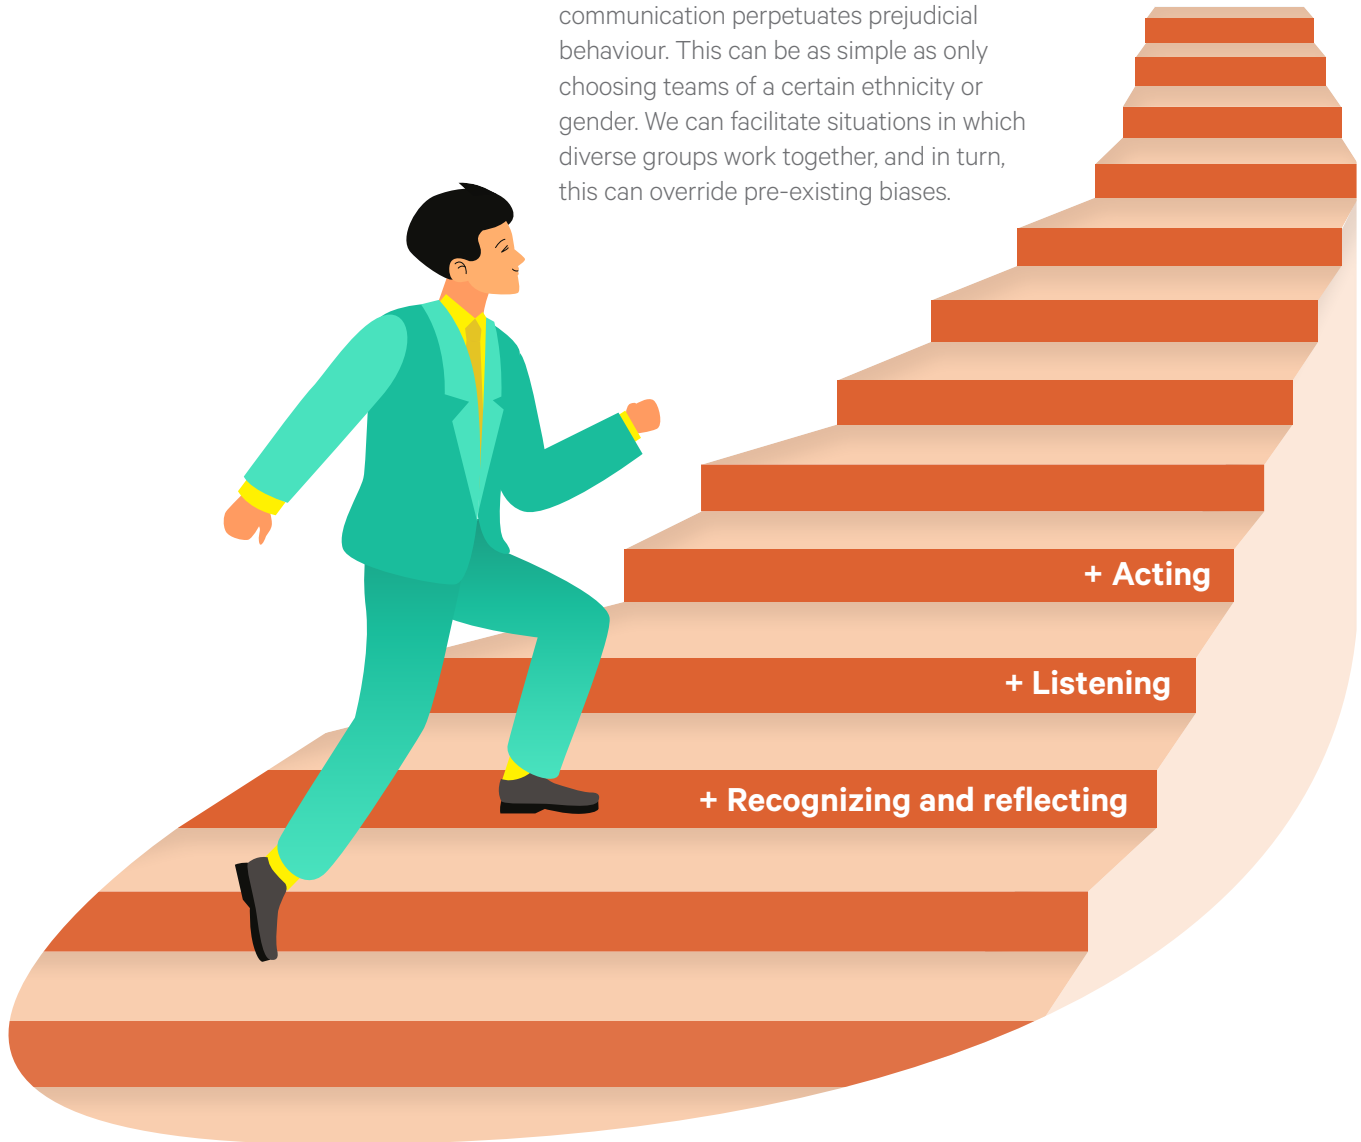 communication perpetuates prejudicial
behaviour. This can be as simple as only
choosing teams of a certain ethnicity or
gender. We can facilitate situations in which
diverse groups work together, and in turn,
this can override pre-existing biases.
+ Acting
+ Listening
+ Recognizing and reflecting